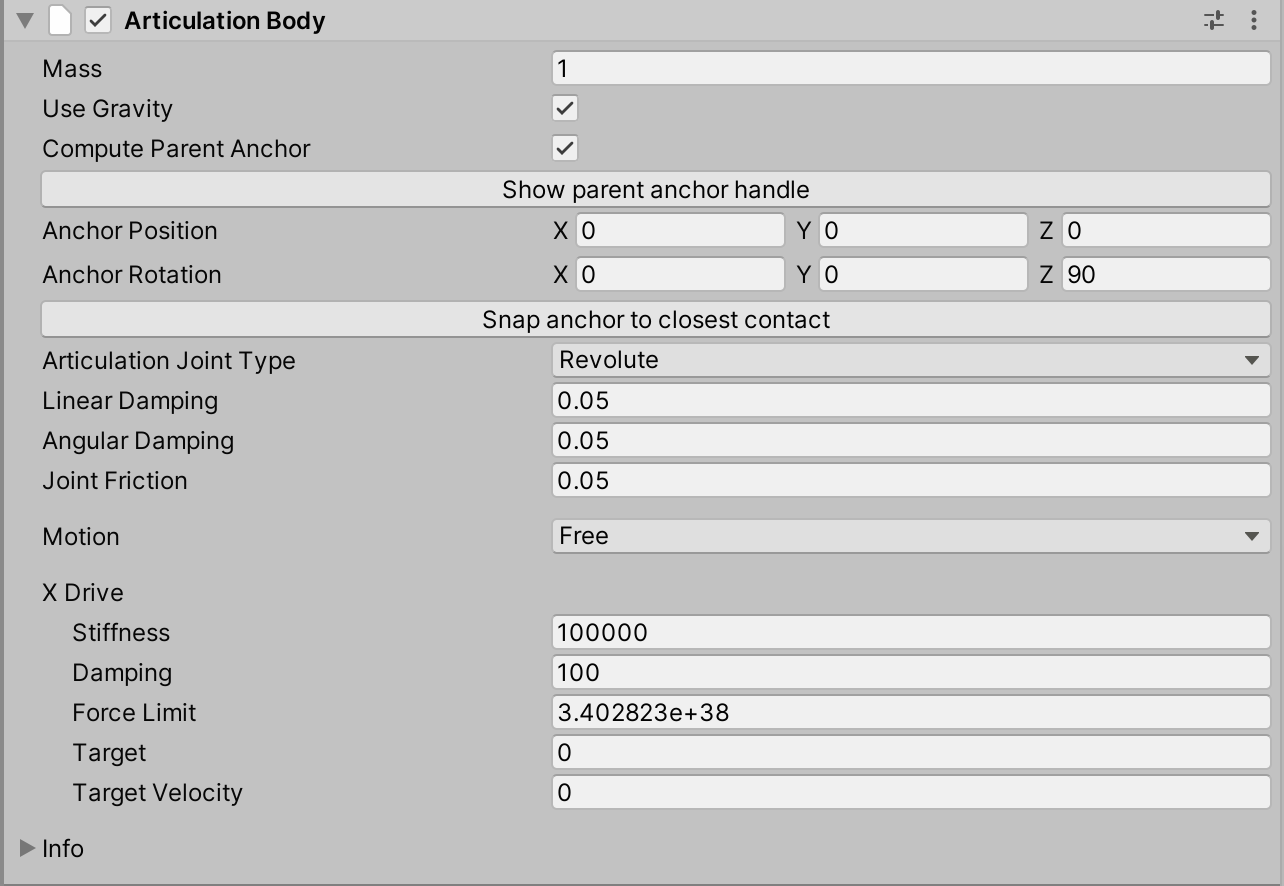 Articulation Body
Mass 1
Use Gravity
Compute Parent Anchor
Show parent anchor handle
Anchor Position X 0 Y 0 Z 0
Anchor Rotation X 0 Y 0 Z 90
Snap anchor to closest contact
Articulation Joint Type Revolute
Linear Damping 0.05
Angular Damping 0.05
Joint Friction 0.05
Motion Free
X Drive
Stiffness 100000
Damping 100
Force Limit 3.402823e+38
Target 0
Target Velocity 0
Info